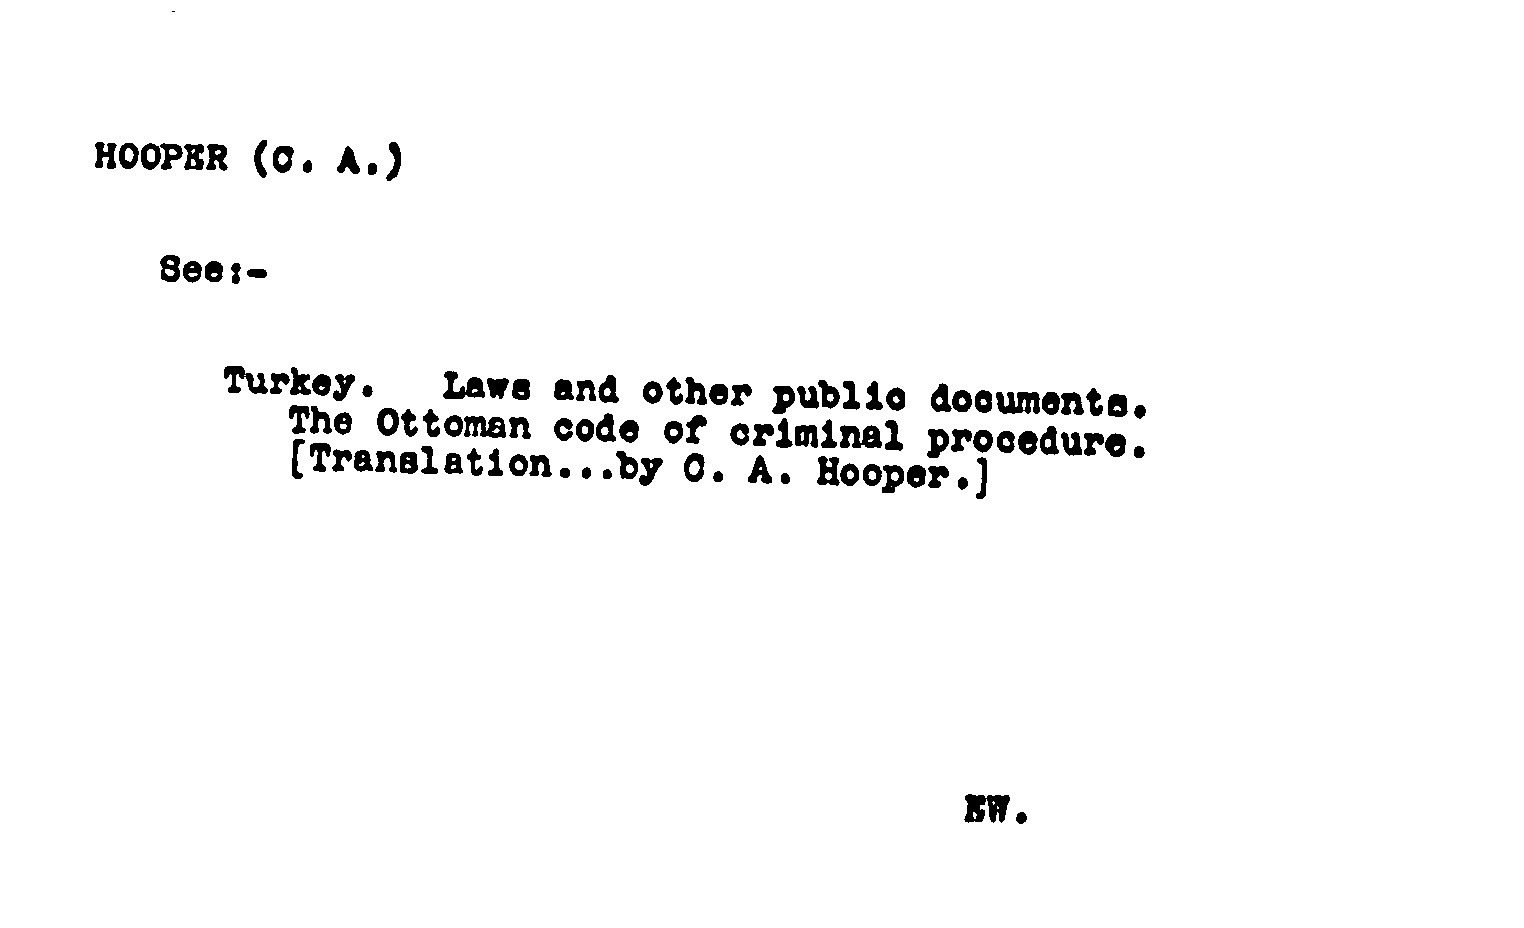 HOOPER (C. A.)
See:-
Turkey. Laws and other public documents.
The Ottoman code of criminal procedure.
[Translation...by C. A. Hooper.]
EW.